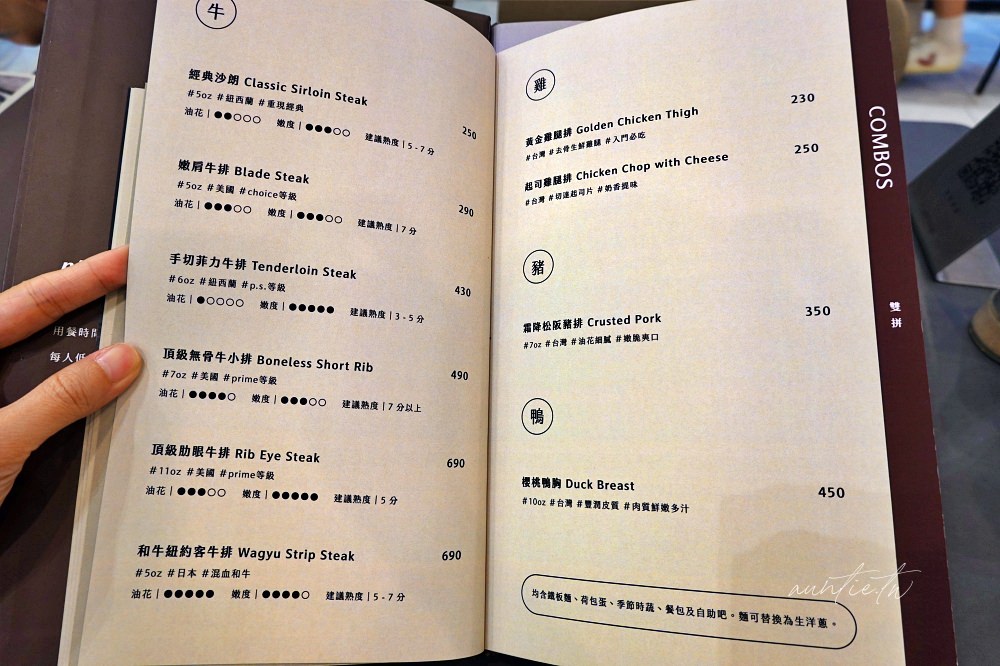 牛
經典沙朗 Classic Sirloin Steak
#5oz #紐西蘭 #重現經典
油花 | ●●○○○ 嫩度 | ●●●○○ 建議熟度 | 5 - 7 分
250
嫩肩牛排 Blade Steak
#5oz #美國 #choice等級
油花 | ●●●○○ 嫩度 | ●●●○○ 建議熟度 | 7 分
290
手切菲力牛排 Tenderloin Steak
#6oz #紐西蘭 #p.s.等級
油花 | ●○○○○ 嫩度 | ●●●●● 建議熟度 | 3 - 5 分
430
頂級無骨牛小排 Boneless Short Rib
#7oz #美國 #prime等級
油花 | ●●●●○ 嫩度 | ●●●○○ 建議熟度 | 7 分以上
490
頂級肋眼牛排 Rib Eye Steak
#11oz #美國 #prime等級
油花 | ●●●○○ 嫩度 | ●●●●● 建議熟度 | 5 分
690
和牛紐約客牛排 Wagyu Strip Steak
#5oz #日本 #混血和牛
油花 | ●●●●● 嫩度 | ●●●●○ 建議熟度 | 5 - 7 分
690
雞
黃金雞腿排 Golden Chicken Thigh 230
#台灣 #去骨生鮮雞腿 #入門必吃
起司雞腿排 Chicken Chop with Cheese 250
#台灣 #切達起司片 #奶香提味
豬
霜降松阪豬排 Crusted Pork 350
#7oz #台灣 #油花細膩 #嫩脆爽口
鴨
櫻桃鴨胸 Duck Breast 450
#10oz #台灣 #豐潤皮質 #肉質鮮嫩多汁
均含鐵板麵、荷包蛋、季節時蔬、餐包及自助吧。麵可替換為生洋蔥。
COMBOS
雙拼
用餐時間
每人低
auntie.tw